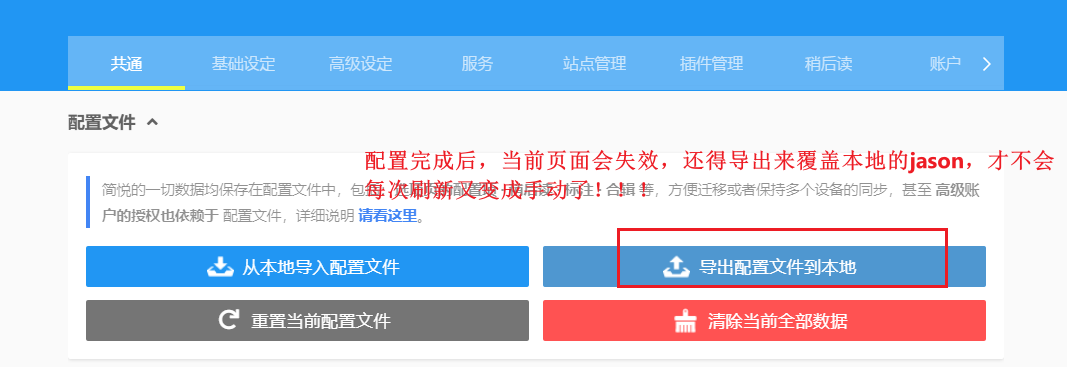 共通 基础设定 高级设定 服务 站点管理 插件管理 稍后读 账户
配置文件
配置完成后，当前页面会失效，还得导出来覆盖本地的jason，才不会
每次刷新又变成手动了！！！
简悦的一切数据均保存在配置文件中，包 标注 合辑 等，方便迁移或者保持多个设备的同步，甚至 高级账
户的授权也依赖于 配置文件，详细说明 请看这里。
从本地导入配置文件 导出配置文件到本地
重置当前配置文件 清除当前全部数据